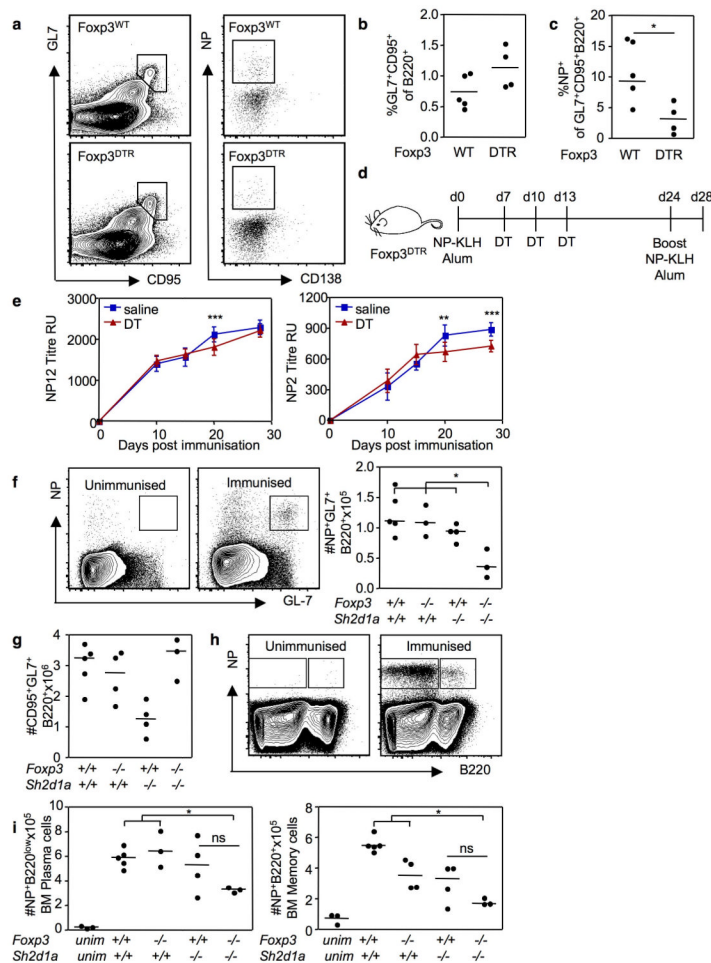 a
GL7
Foxp3WT
NP
Foxp3WT
Foxp3DTR
Foxp3DTR
CD95
CD138
b
%GL7+CD95+
of B220+
2.0
1.5
1.0
0.5
0.0
Foxp3 WT DTR
c
%NP+
of GL7+CD95+B220+
20
15
10
5
0
*
Foxp3 WT DTR
d
d0 d7 d10 d13 d24 d28
Foxp3DTR
NP-KLH
Alum
DT DT DT
Boost
NP-KLH
Alum
e
NP12 Titre RU
3000
2000
1000
0
saline
DT
***
0 10 20 30
Days post immunisation
NP2 Titre RU
900
600
300
0
saline
DT
** ***
0 10 20 30
Days post immunisation
f
NP
Unimmunised
Immunised
GL-7
#NP+GL7+
B220+x105
2.0
1.5
1.0
0.5
0.0
*
Foxp3 +/+ -/- +/+ -/-
Sh2d1a +/+ +/+ -/- -/-
g
#CD95+GL7+
B220+x106
4
3
2
1
0
Foxp3 +/+ -/- +/+ -/-
Sh2d1a +/+ +/+ -/- -/-
h
NP
Unimmunised
Immunised
B220
i
#NP+B220lowx105
BM Plasma cells
10
8
6
4
2
0
*
ns
Foxp3 unim +/+ -/- +/+ -/-
Sh2d1a unim +/+ +/+ -/- -/-
#NP+B220+x105
BM Memory cells
8
6
4
2
0
*
ns
Foxp3 unim +/+ -/- +/+ -/-
Sh2d1a unim +/+ +/+ -/- -/-